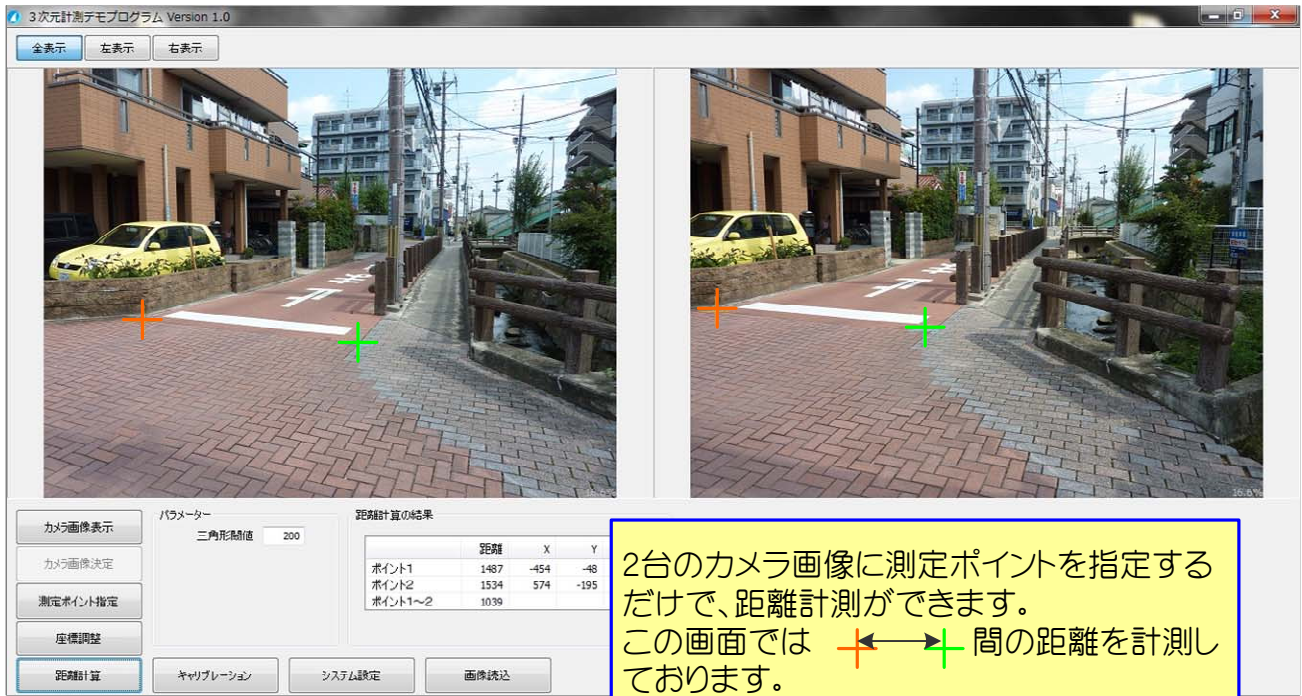 3次元計測デモプログラム Version 1.0
全表示 左表示 右表示
16.6%
16.6%
カメラ画像表示
カメラ画像決定
測定ポイント指定
座標調整
距離計算
パラメーター
三角形閾値 200
距離計算の結果
距離 X Y
ポイント1 1487 -454 -48
ポイント2 1534 574 -195
ポイント1～2 1039
キャリブレーション システム設定 画像読込
2台のカメラ画像に測定ポイントを指定する
だけで、距離計測ができます。
この画面では 間の距離を計測し
ております。